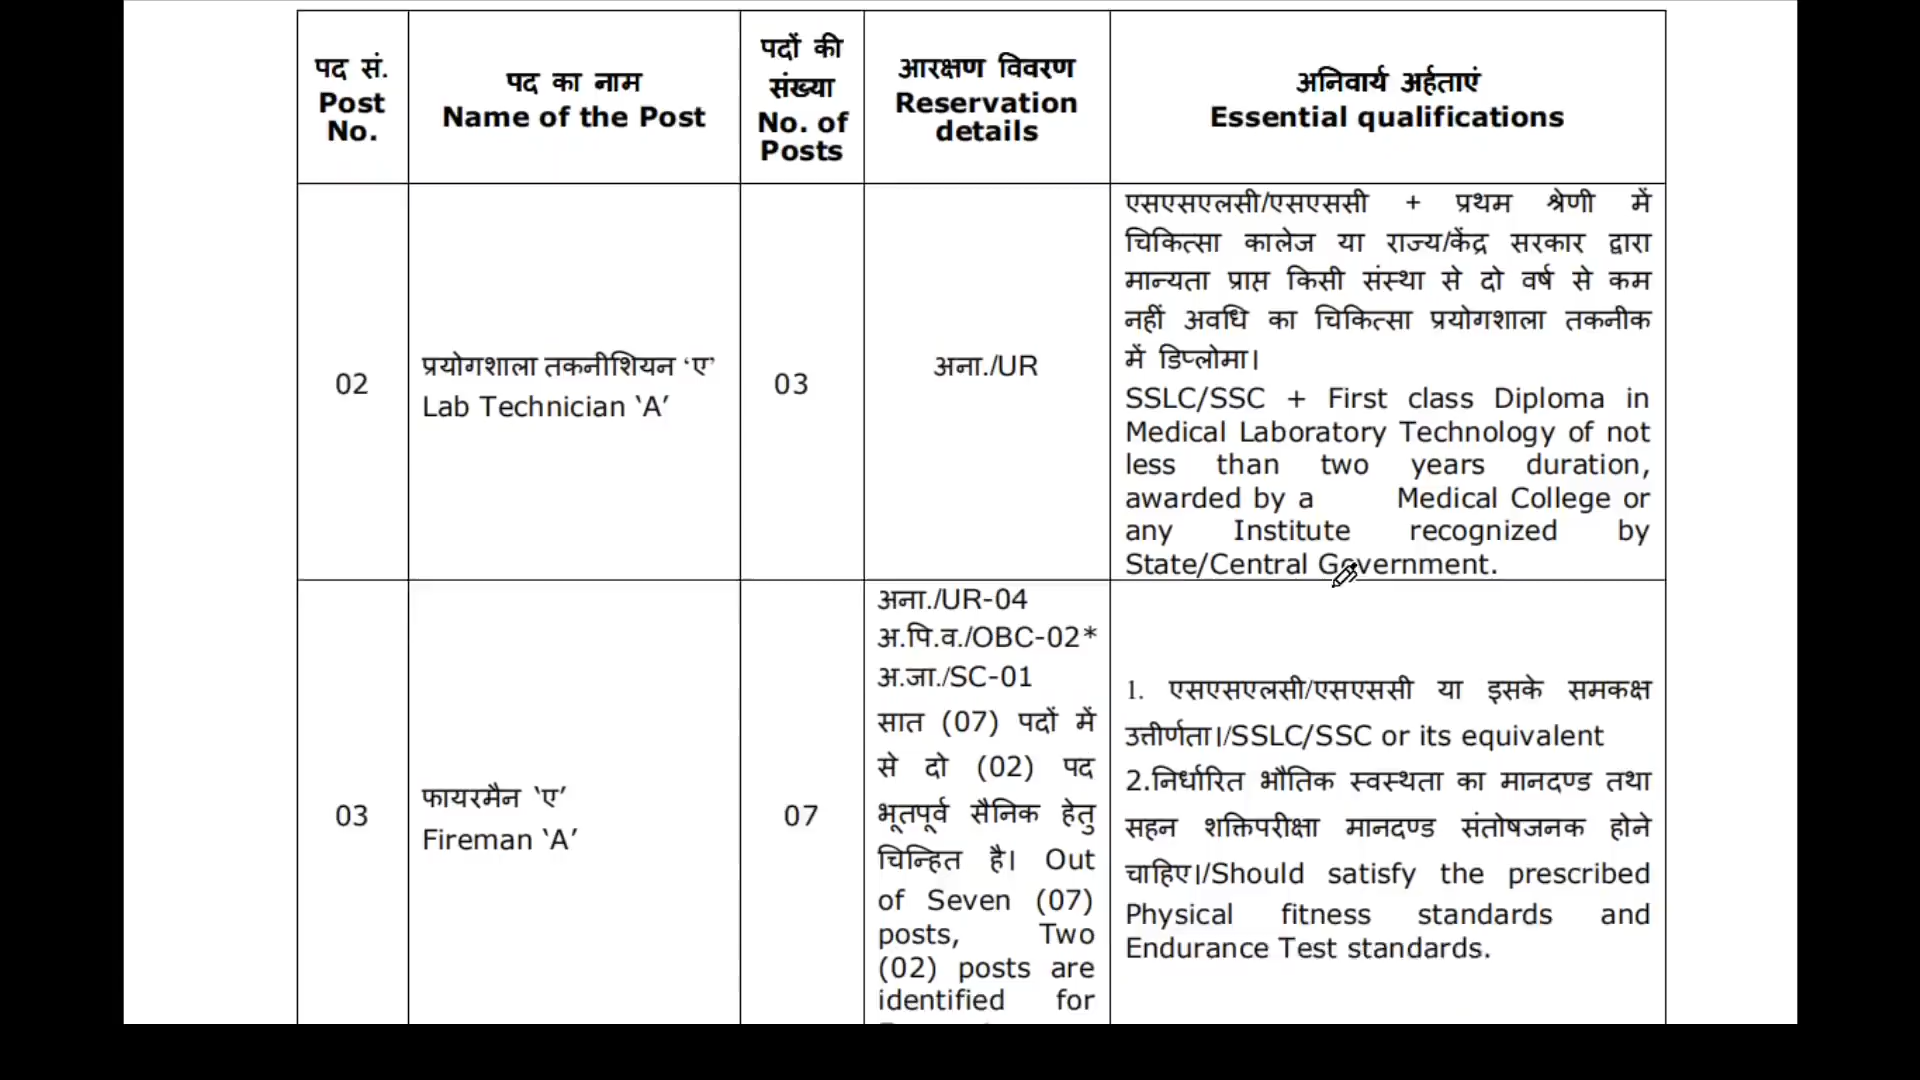 पद सं.
Post
No.
पद का नाम
Name of the Post
पदों की
संख्या
No. of
Posts
आरक्षण विवरण
Reservation
details
अनिवार्य अर्हताएं
Essential qualifications
02
प्रयोगशाला तकनीशियन ‘ए’
Lab Technician ‘A’
03
अना./UR
एसएसएलसी/एसएससी + प्रथम श्रेणी में
चिकित्सा कालेज या राज्य/केंद्र सरकार द्वारा
मान्यता प्राप्त किसी संस्था से दो वर्ष से कम
नहीं अवधि का चिकित्सा प्रयोगशाला तकनीक
में डिप्लोमा।
SSLC/SSC + First class Diploma in
Medical Laboratory Technology of not
less than two years duration,
awarded by a Medical College or
any Institute recognized by
State/Central Government.
03
फायरमैन ‘ए’
Fireman ‘A’
07
अना./UR-04
अ.पि.व./OBC-02*
अ.जा./SC-01
सात (07) पदों में
से दो (02) पद
भूतपूर्व सैनिक हेतु
चिन्हित है। Out
of Seven (07)
posts, Two
(02) posts are
identified for
1. एसएसएलसी/एसएससी या इसके समकक्ष
उत्तीर्णता।/SSLC/SSC or its equivalent
2.निर्धारित भौतिक स्वस्थता का मानदण्ड तथा
सहन शक्तिपरीक्षा मानदण्ड संतोषजनक होने
चाहिए।/Should satisfy the prescribed
Physical fitness standards and
Endurance Test standards.